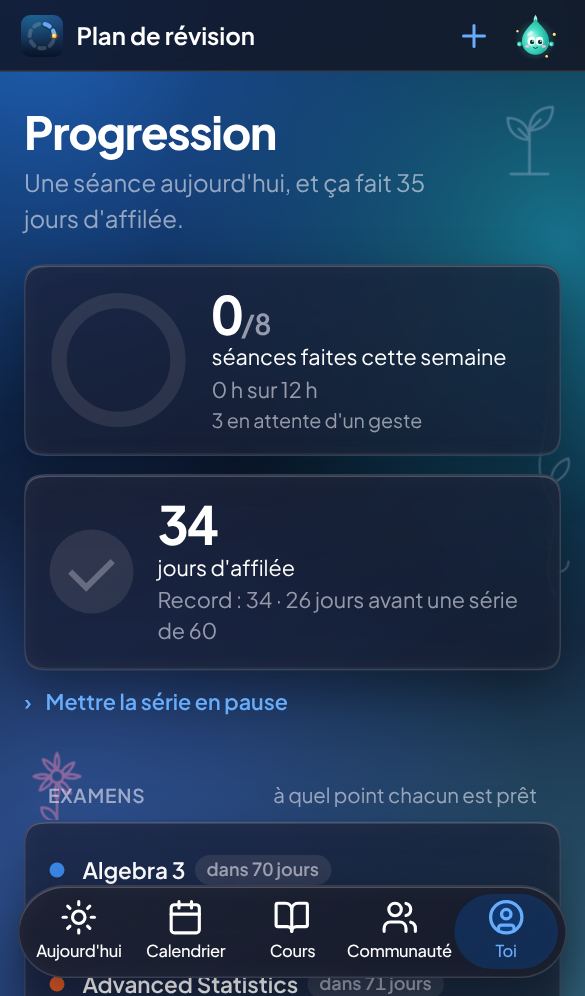 Plan de révision
Progression
Une séance aujourd'hui, et ça fait 35
jours d'affilée.
0/8
séances faites cette semaine
0 h sur 12 h
3 en attente d'un geste
34
jours d'affilée
Record : 34 · 26 jours avant une série
de 60
› Mettre la série en pause
EXAMENS à quel point chacun est prêt
Algebra 3 dans 70 jours
Aujourd'hui Calendrier Cours Communauté Toi
Advanced Statistics dans 71 jours